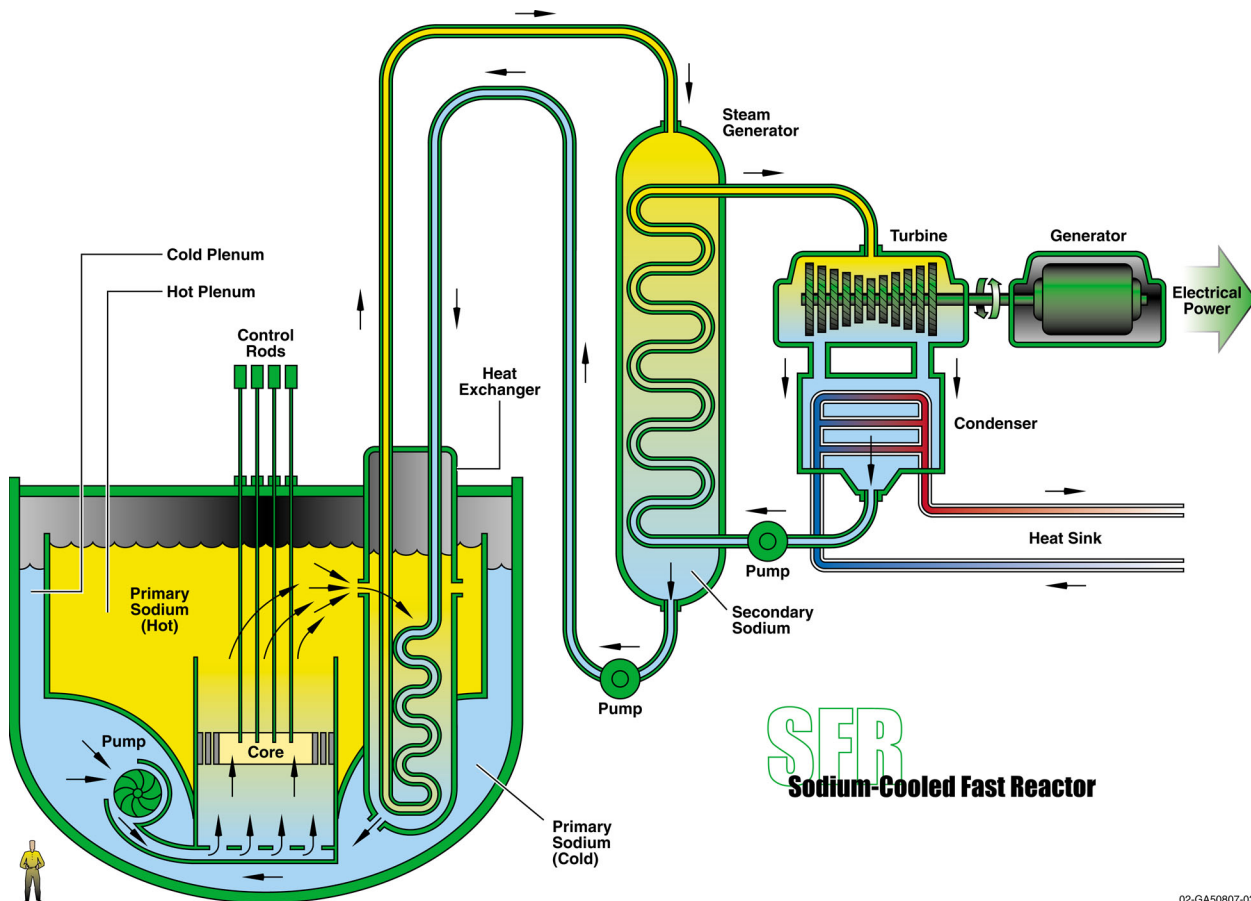 Steam
Generator
Cold Plenum
Hot Plenum
Control
Rods
Heat
Exchanger
Turbine
Generator
Electrical
Power
Condenser
Heat Sink
Pump
Primary
Sodium
(Hot)
Secondary
Sodium
Pump
Pump
Core
Primary
Sodium
(Cold)
SFR
Sodium-Cooled Fast Reactor